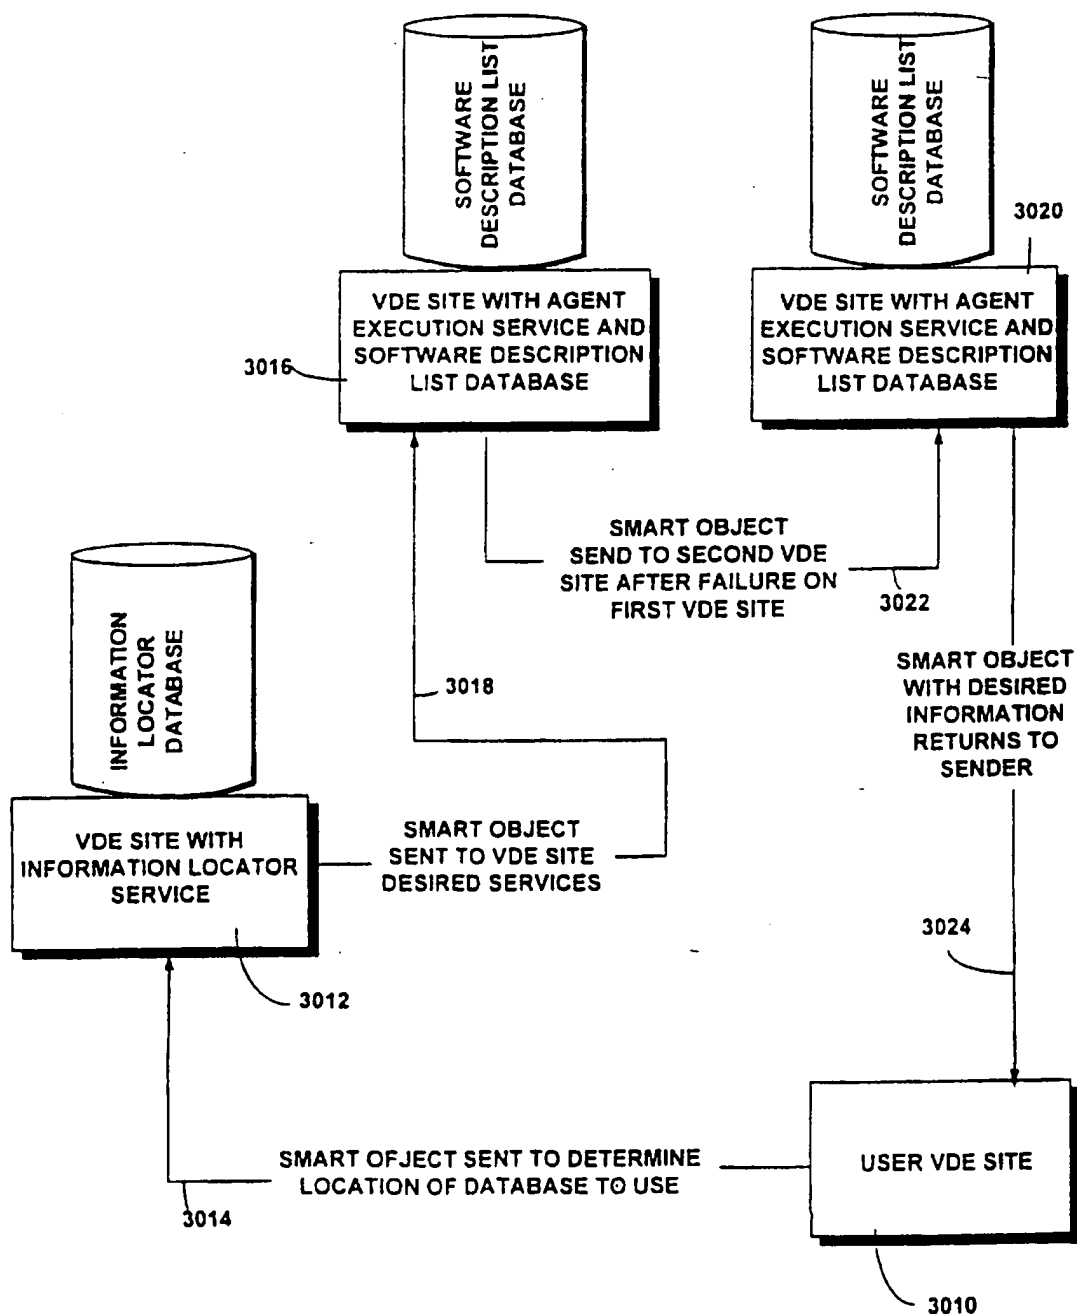 SOFTWARE
DESCRIPTION LIST
DATABASE
SOFTWARE
DESCRIPTION LIST
DATABASE
3020
VDE SITE WITH AGENT
EXECUTION SERVICE AND
SOFTWARE DESCRIPTION
LIST DATABASE
3016
VDE SITE WITH AGENT
EXECUTION SERVICE AND
SOFTWARE DESCRIPTION
LIST DATABASE
SMART OBJECT
SEND TO SECOND VDE
SITE AFTER FAILURE ON
FIRST VDE SITE
3022
INFORMATION
LOCATOR
DATABASE
3018
SMART OBJECT
WITH DESIRED
INFORMATION
RETURNS TO
SENDER
VDE SITE WITH
INFORMATION LOCATOR
SERVICE
SMART OBJECT
SENT TO VDE SITE
DESIRED SERVICES
3024
3012
SMART OFJECT SENT TO DETERMINE
LOCATION OF DATABASE TO USE
3014
USER VDE SITE
3010